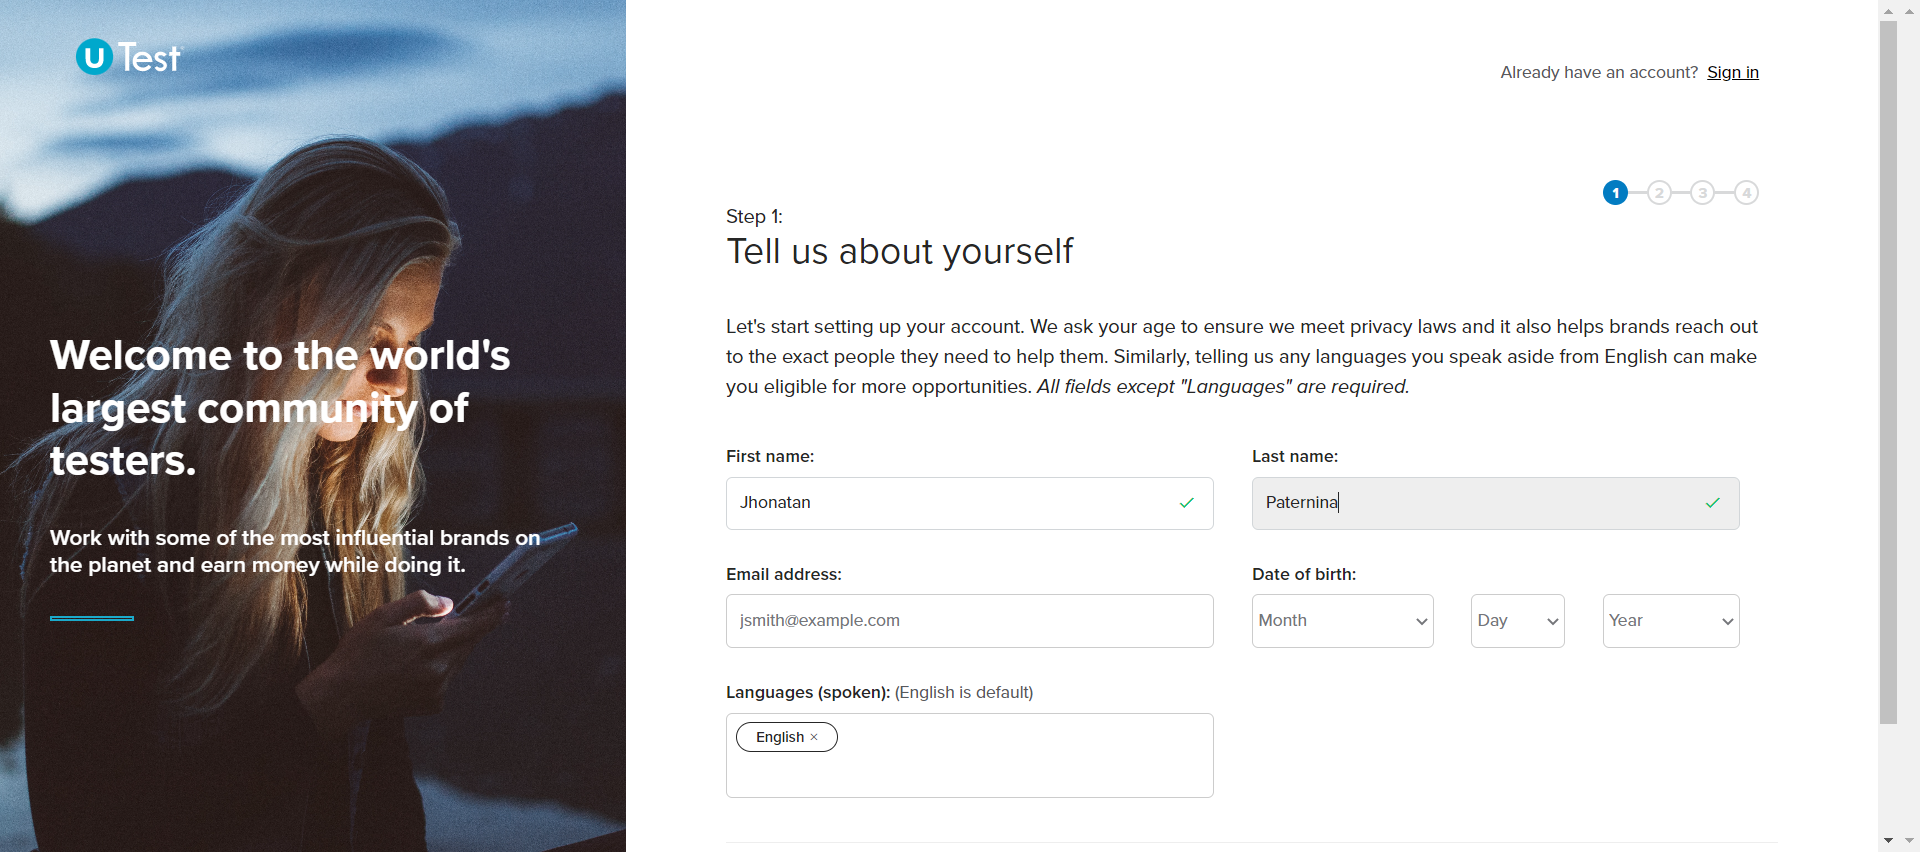 U Test
Welcome to the world's
largest community of
testers.
Work with some of the most influential brands on
the planet and earn money while doing it.
Already have an account? Sign in
1 2 3 4
Step 1:
Tell us about yourself
Let's start setting up your account. We ask your age to ensure we meet privacy laws and it also helps brands reach out
to the exact people they need to help them. Similarly, telling us any languages you speak aside from English can make
you eligible for more opportunities. All fields except "Languages" are required.
First name:
Jhonatan
Last name:
Paternina
Email address:
jsmith@example.com
Date of birth:
Month Day Year
Languages (spoken): (English is default)
English ×